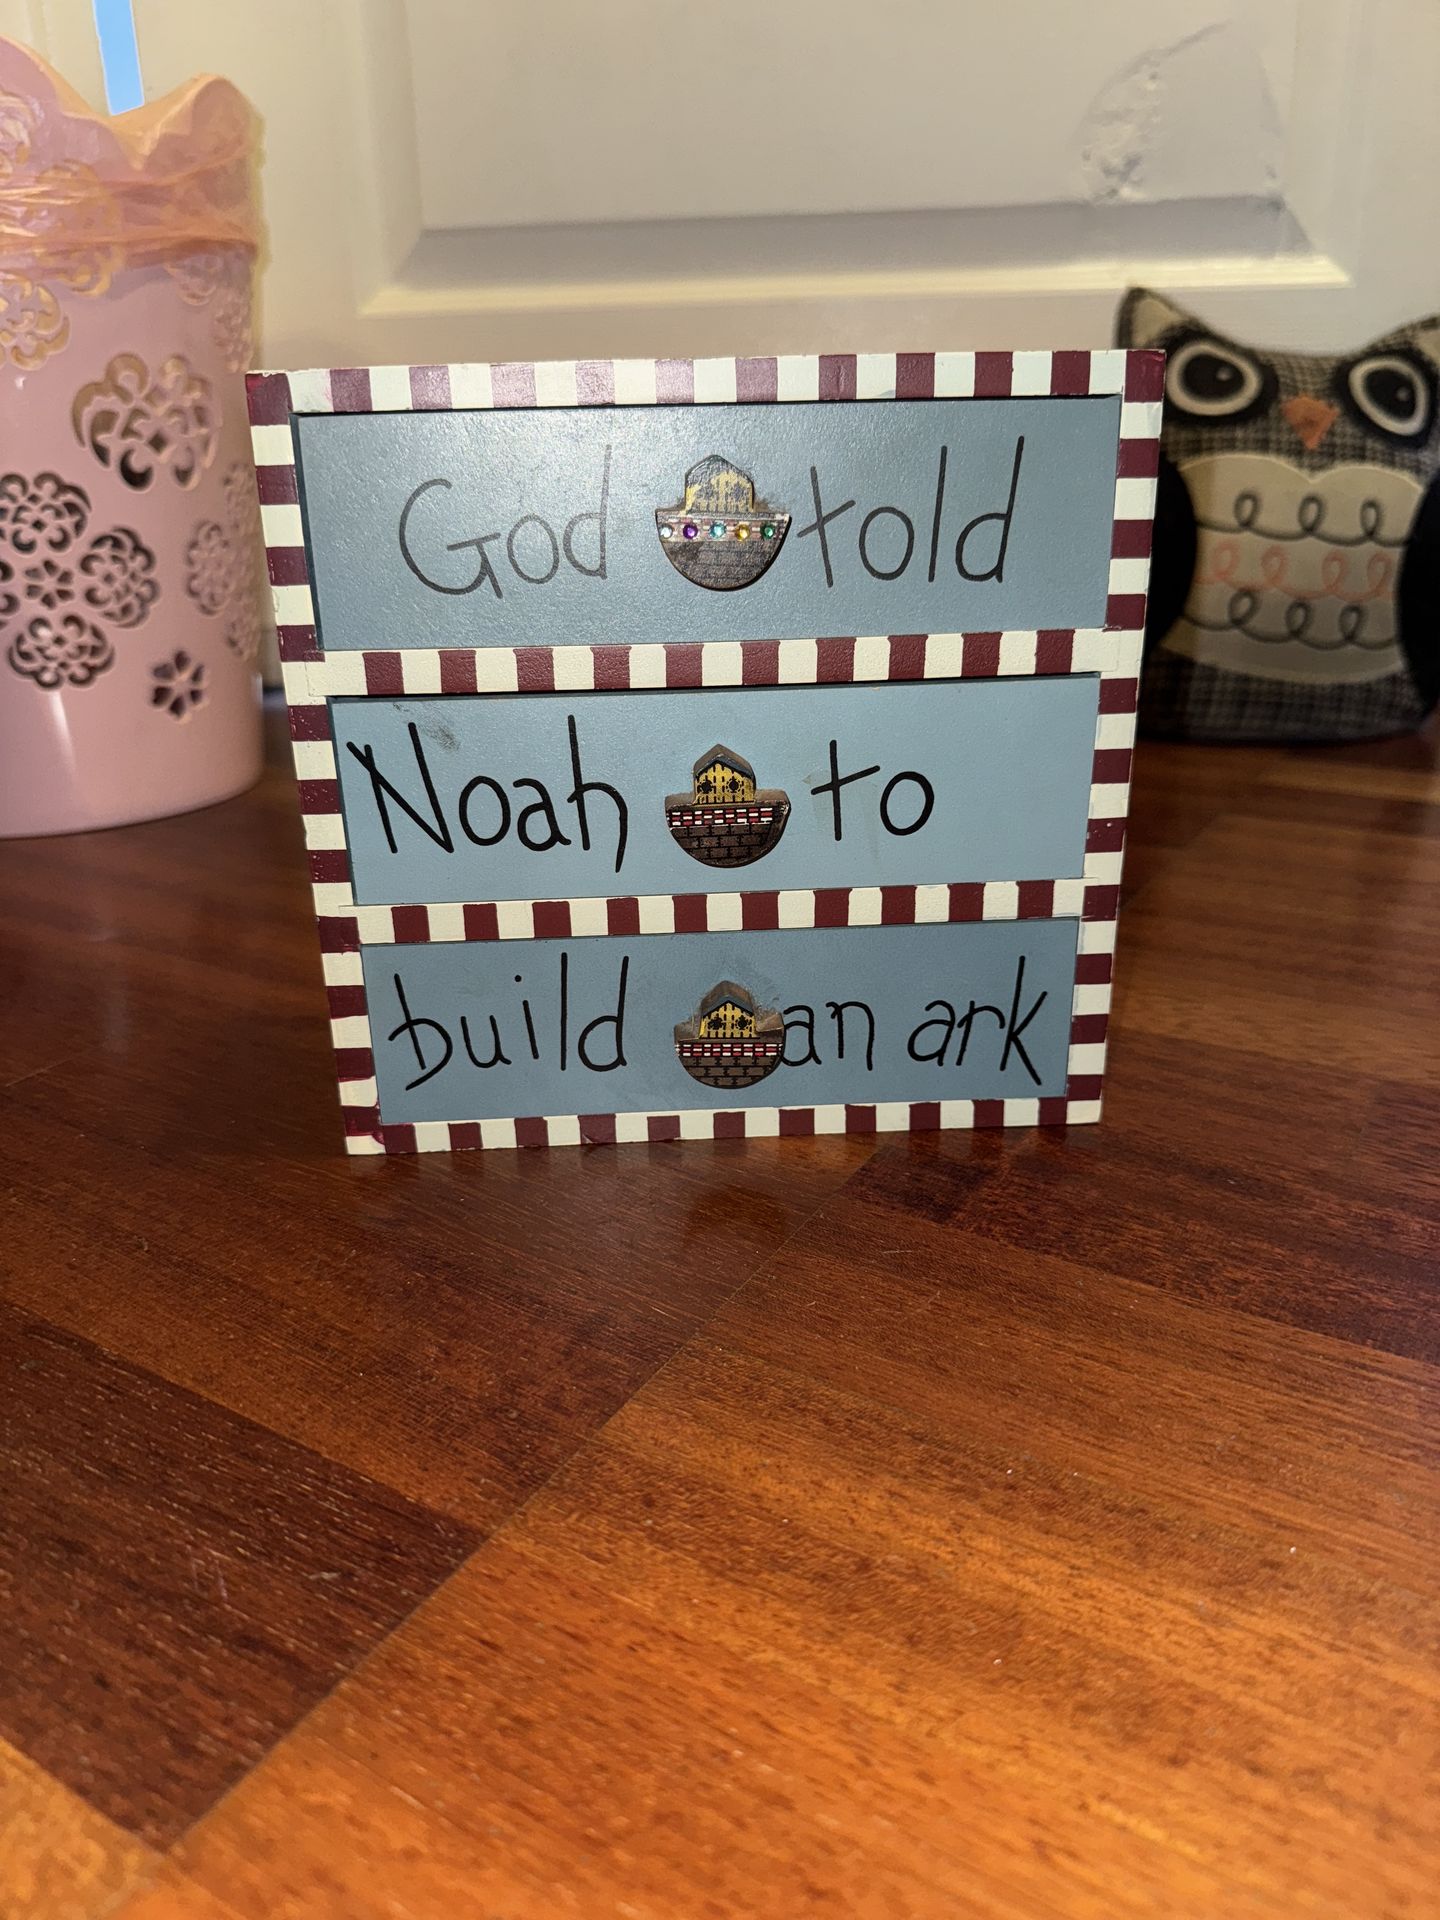 God told
Noah to
build an ark